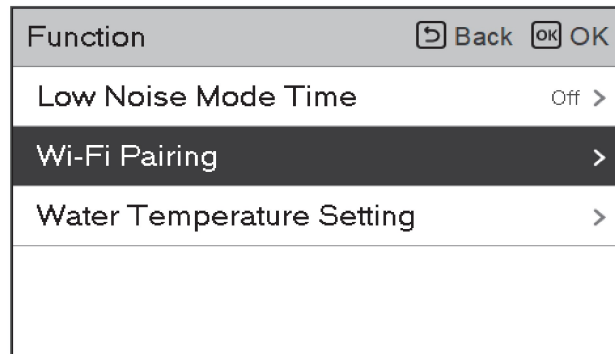 Function Back OK OK
Low Noise Mode Time Off >
Wi-Fi Pairing >
Water Temperature Setting >